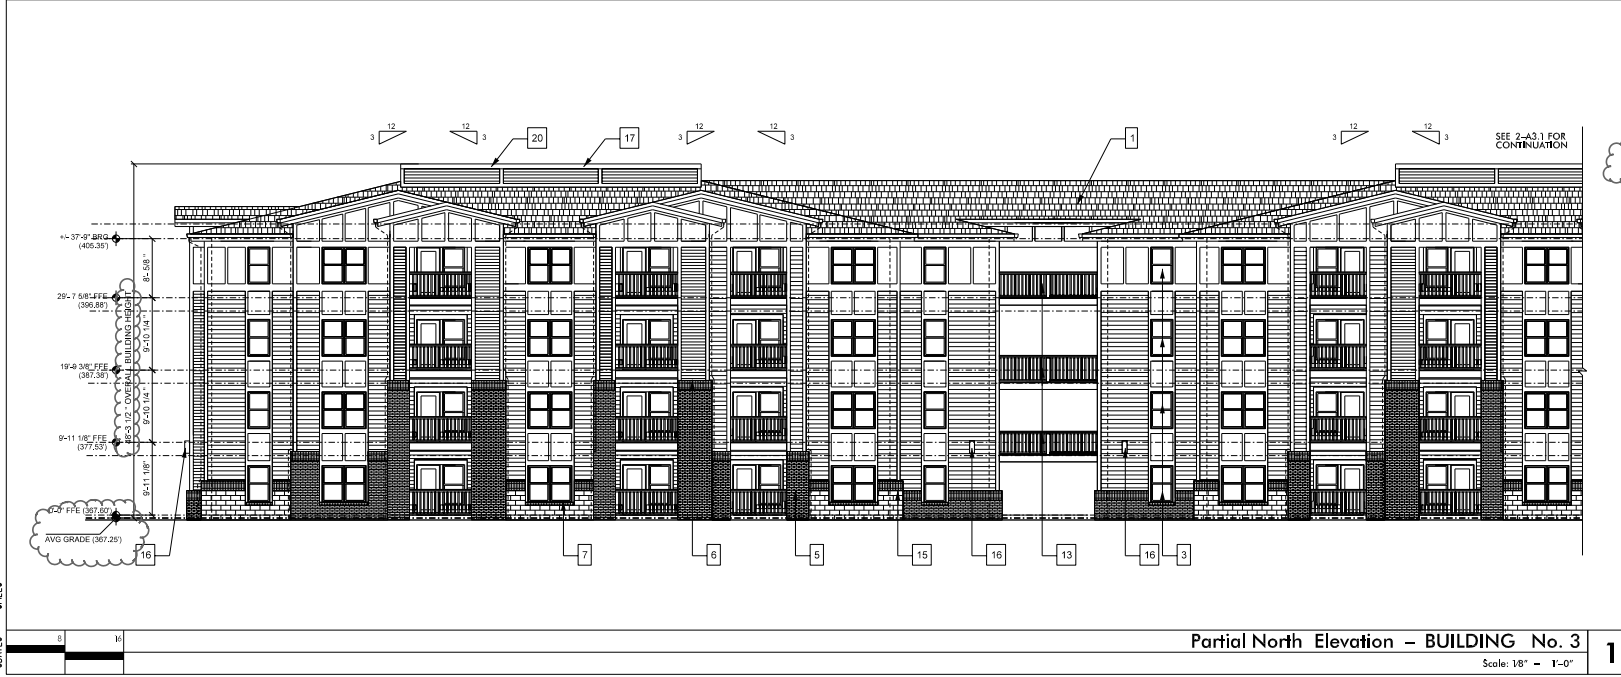 12 12 12 12 12 12
3 3 3 3 3 3
20 17 1
SEE 2-A3.1 FOR
CONTINUATION
+/- 37'-9" BRG
(405.35')
8'- 5/8"
29'- 7 5/8" FFE
(396.88')
9'-10 1/4"
19'-9 3/8" FFE
(387.38')
9'-10 1/4"
9'-11 1/8" FFE
(377.53')
9'-11 1/8"
3 1/2" OVERALL BUILDING HEIGHT
FFE (367.60')
AVG GRADE (367.25')
16 7 6 5 15 16 13 16 3
8 16
Partial North Elevation – BUILDING No. 3
Scale: 1/8" = 1'-0"
1